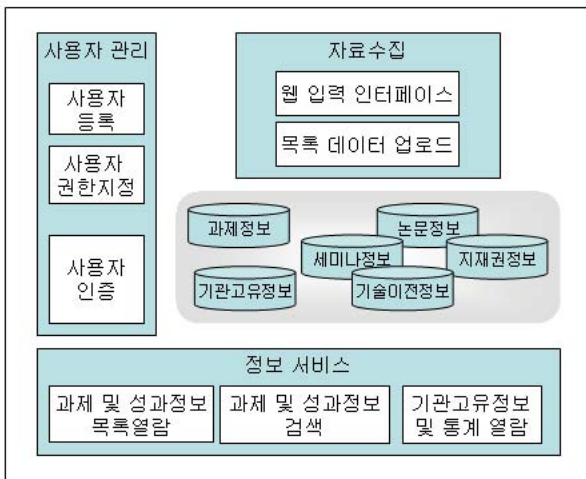 사용자 관리
사용자
등록
사용자
권한지정
사용자
인증
자료수집
웹 입력 인터페이스
목록 데이터 업로드
과제정보
논문정보
세미나정보
지재권정보
기관고유정보
기술이전정보
정보 서비스
과제 및 성과정보
목록열람
과제 및 성과정보
검색
기관고유정보
및 통계 열람